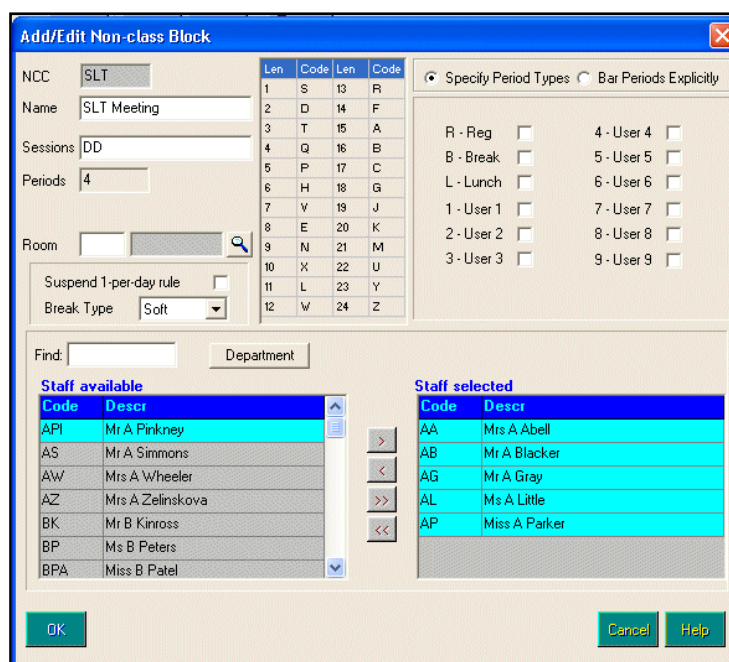 Add/Edit Non-class Block
NCC SLT
Name SLT Meeting
Sessions DD
Periods 4
Room
Suspend 1-per-day rule
Break Type Soft
Len Code Len Code
1 S 13 R
2 D 14 F
3 T 15 A
4 Q 16 B
5 P 17 C
6 H 18 G
7 V 19 J
8 E 20 K
9 N 21 M
10 X 22 U
11 L 23 Y
12 W 24 Z
Specify Period Types Bar Periods Explicitly
R - Reg 4 - User 4
B - Break 5 - User 5
L - Lunch 6 - User 6
1 - User 1 7 - User 7
2 - User 2 8 - User 8
3 - User 3 9 - User 9
Find: Department
Staff available
Code Descr
API Mr A Pinkney
AS Mr A Simmons
AW Mrs A Wheeler
AZ Mrs A Zelinskova
BK Mr B Kinross
BP Ms B Peters
BPA Miss B Patel
>
<
>>
<<
Staff selected
Code Descr
AA Mrs A Abell
AB Mr A Blacker
AG Mr A Gray
AL Ms A Little
AP Miss A Parker
OK Cancel Help